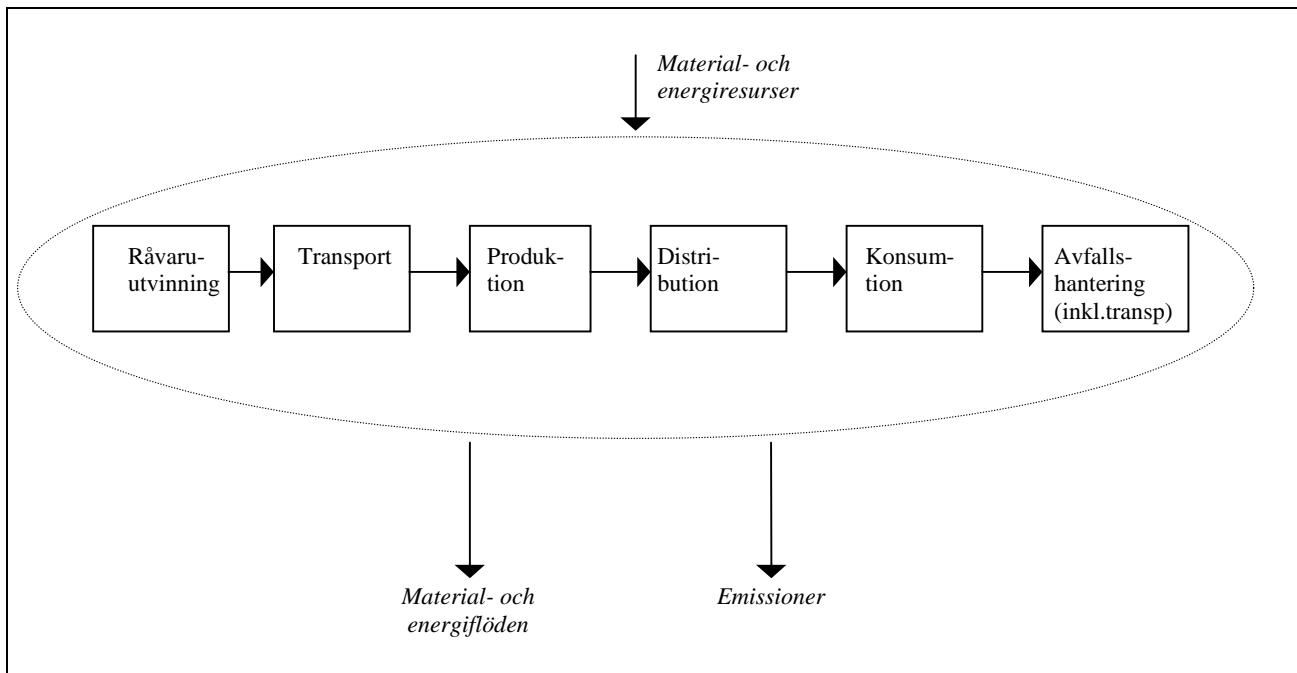 Material- och
energiresurser
Råvaru-
utvinning
Transport
Produk-
tion
Distri-
bution
Konsum-
tion
Avfalls-
hantering
(inkl.transp)
Material- och
energiflöden
Emissioner